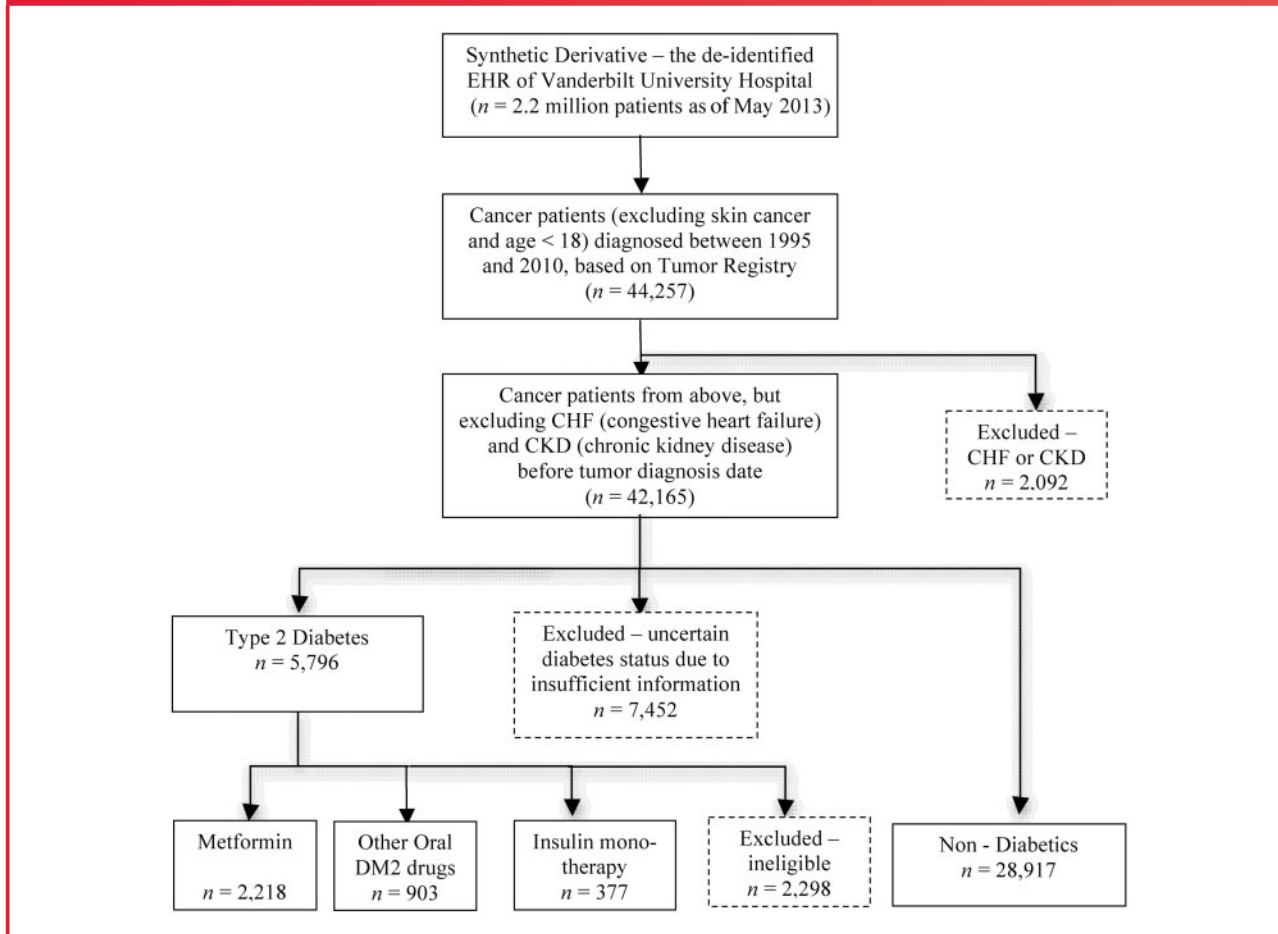 Synthetic Derivative – the de-identified
EHR of Vanderbilt University Hospital
(n = 2.2 million patients as of May 2013)
Cancer patients (excluding skin cancer
and age < 18) diagnosed between 1995
and 2010, based on Tumor Registry
(n = 44,257)
Cancer patients from above, but
excluding CHF (congestive heart failure)
and CKD (chronic kidney disease)
before tumor diagnosis date
(n = 42,165)
Excluded –
CHF or CKD
n = 2,092
Type 2 Diabetes
n = 5,796
Excluded – uncertain
diabetes status due to
insufficient information
n = 7,452
Metformin
n = 2,218
Other Oral
DM2 drugs
n = 903
Insulin mono-
therapy
n = 377
Excluded –
ineligible
n = 2,298
Non - Diabetics
n = 28,917